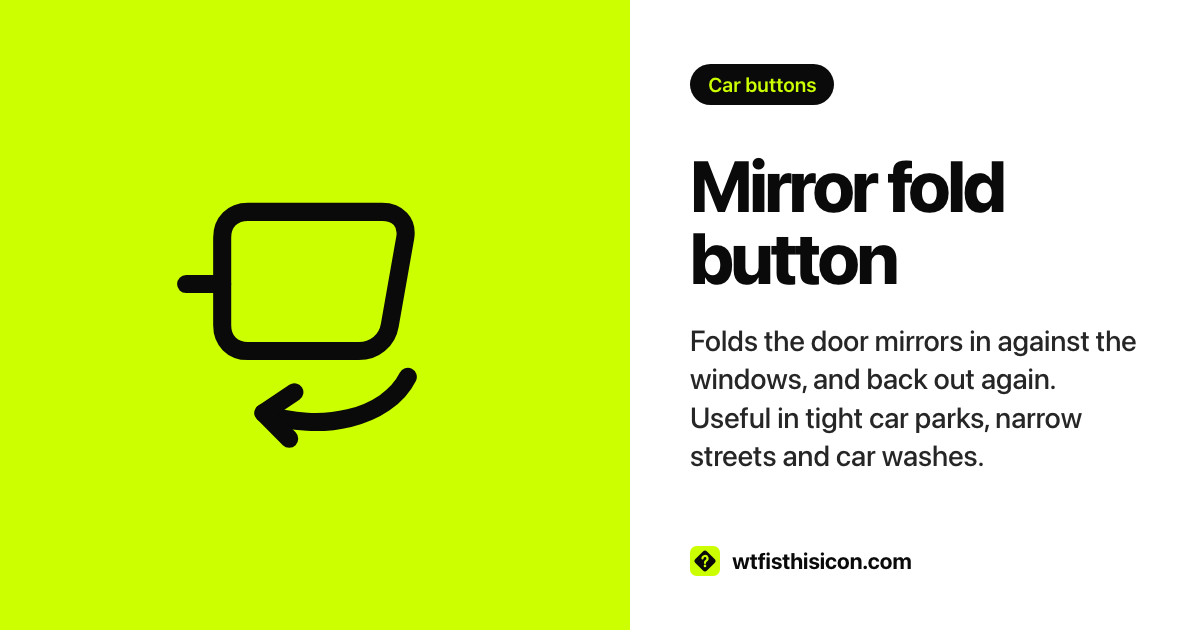 Car buttons
Mirror fold
button
Folds the door mirrors in against the
windows, and back out again.
Useful in tight car parks, narrow
streets and car washes.
?
wtfisthisicon.com